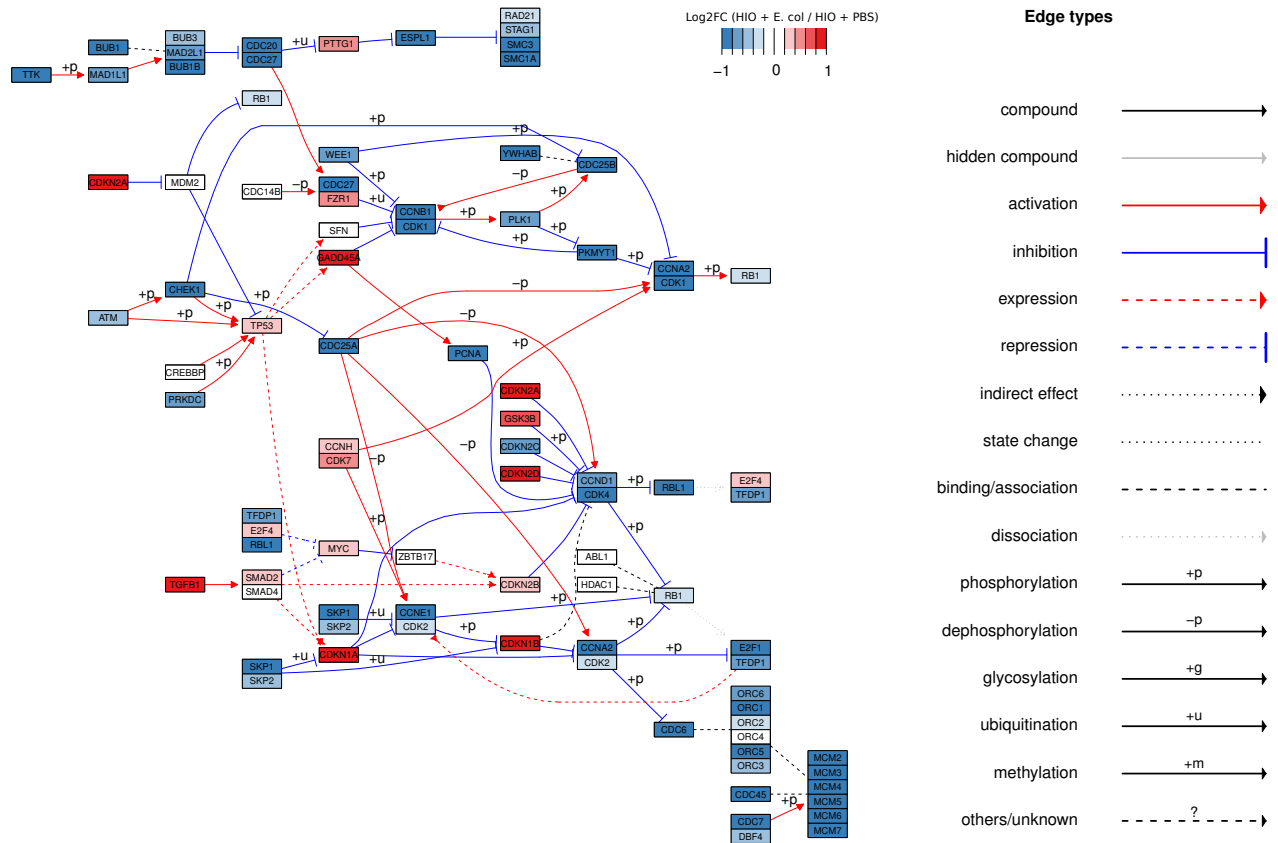 Log2FC (HIO + E. col / HIO + PBS)
−1 0 1
Edge types
compound
hidden compound
activation
inhibition
expression
repression
indirect effect
state change
binding/association
dissociation
phosphorylation +p
dephosphorylation −p
glycosylation +g
ubiquitination +u
methylation +m
others/unknown ?
RAD21
STAG1
SMC3
SMC1A
BUB1
BUB3
MAD2L1
BUB1B
CDC20
CDC27
+u
PTTG1
ESPL1
TTK
+p
MAD1L1
RB1
+p
+p
WEE1
YWHAB
CDC25B
CDKN2A
MDM2
CDC14B
−p
CDC27
FZR1
+p
+u
−p
+p
CCNB1
CDK1
+p
PLK1
SFN
+p
+p
GADD45A
PKMYT1
+p
CCNA2
CDK1
+p
RB1
CHEK1
+p
+p
+p
−p
ATM
+p
TP53
−p
CDC25A
+p
PCNA
CREBBP
+p
PRKDC
CDKN2A
GSK3B
+p
CDKN2C
CDKN2D
CCNH
CDK7
−p
−p
CCND1
CDK4
+p
RBL1
E2F4
TFDP1
TFDP1
E2F4
RBL1
+p
+p
MYC
ZBTB17
ABL1
TGFB1
SMAD2
SMAD4
CDKN2B
HDAC1
RB1
+p
SKP1
SKP2
+u
CCNE1
CDK2
+p
+p
CDKN1A
CDKN1B
CCNA2
CDK2
+p
E2F1
TFDP1
SKP1
SKP2
+u
+u
+p
ORC6
ORC1
ORC2
ORC4
ORC5
ORC3
CDC6
MCM2
MCM3
MCM4
MCM5
MCM6
MCM7
CDC45
+p
CDC7
DBF4